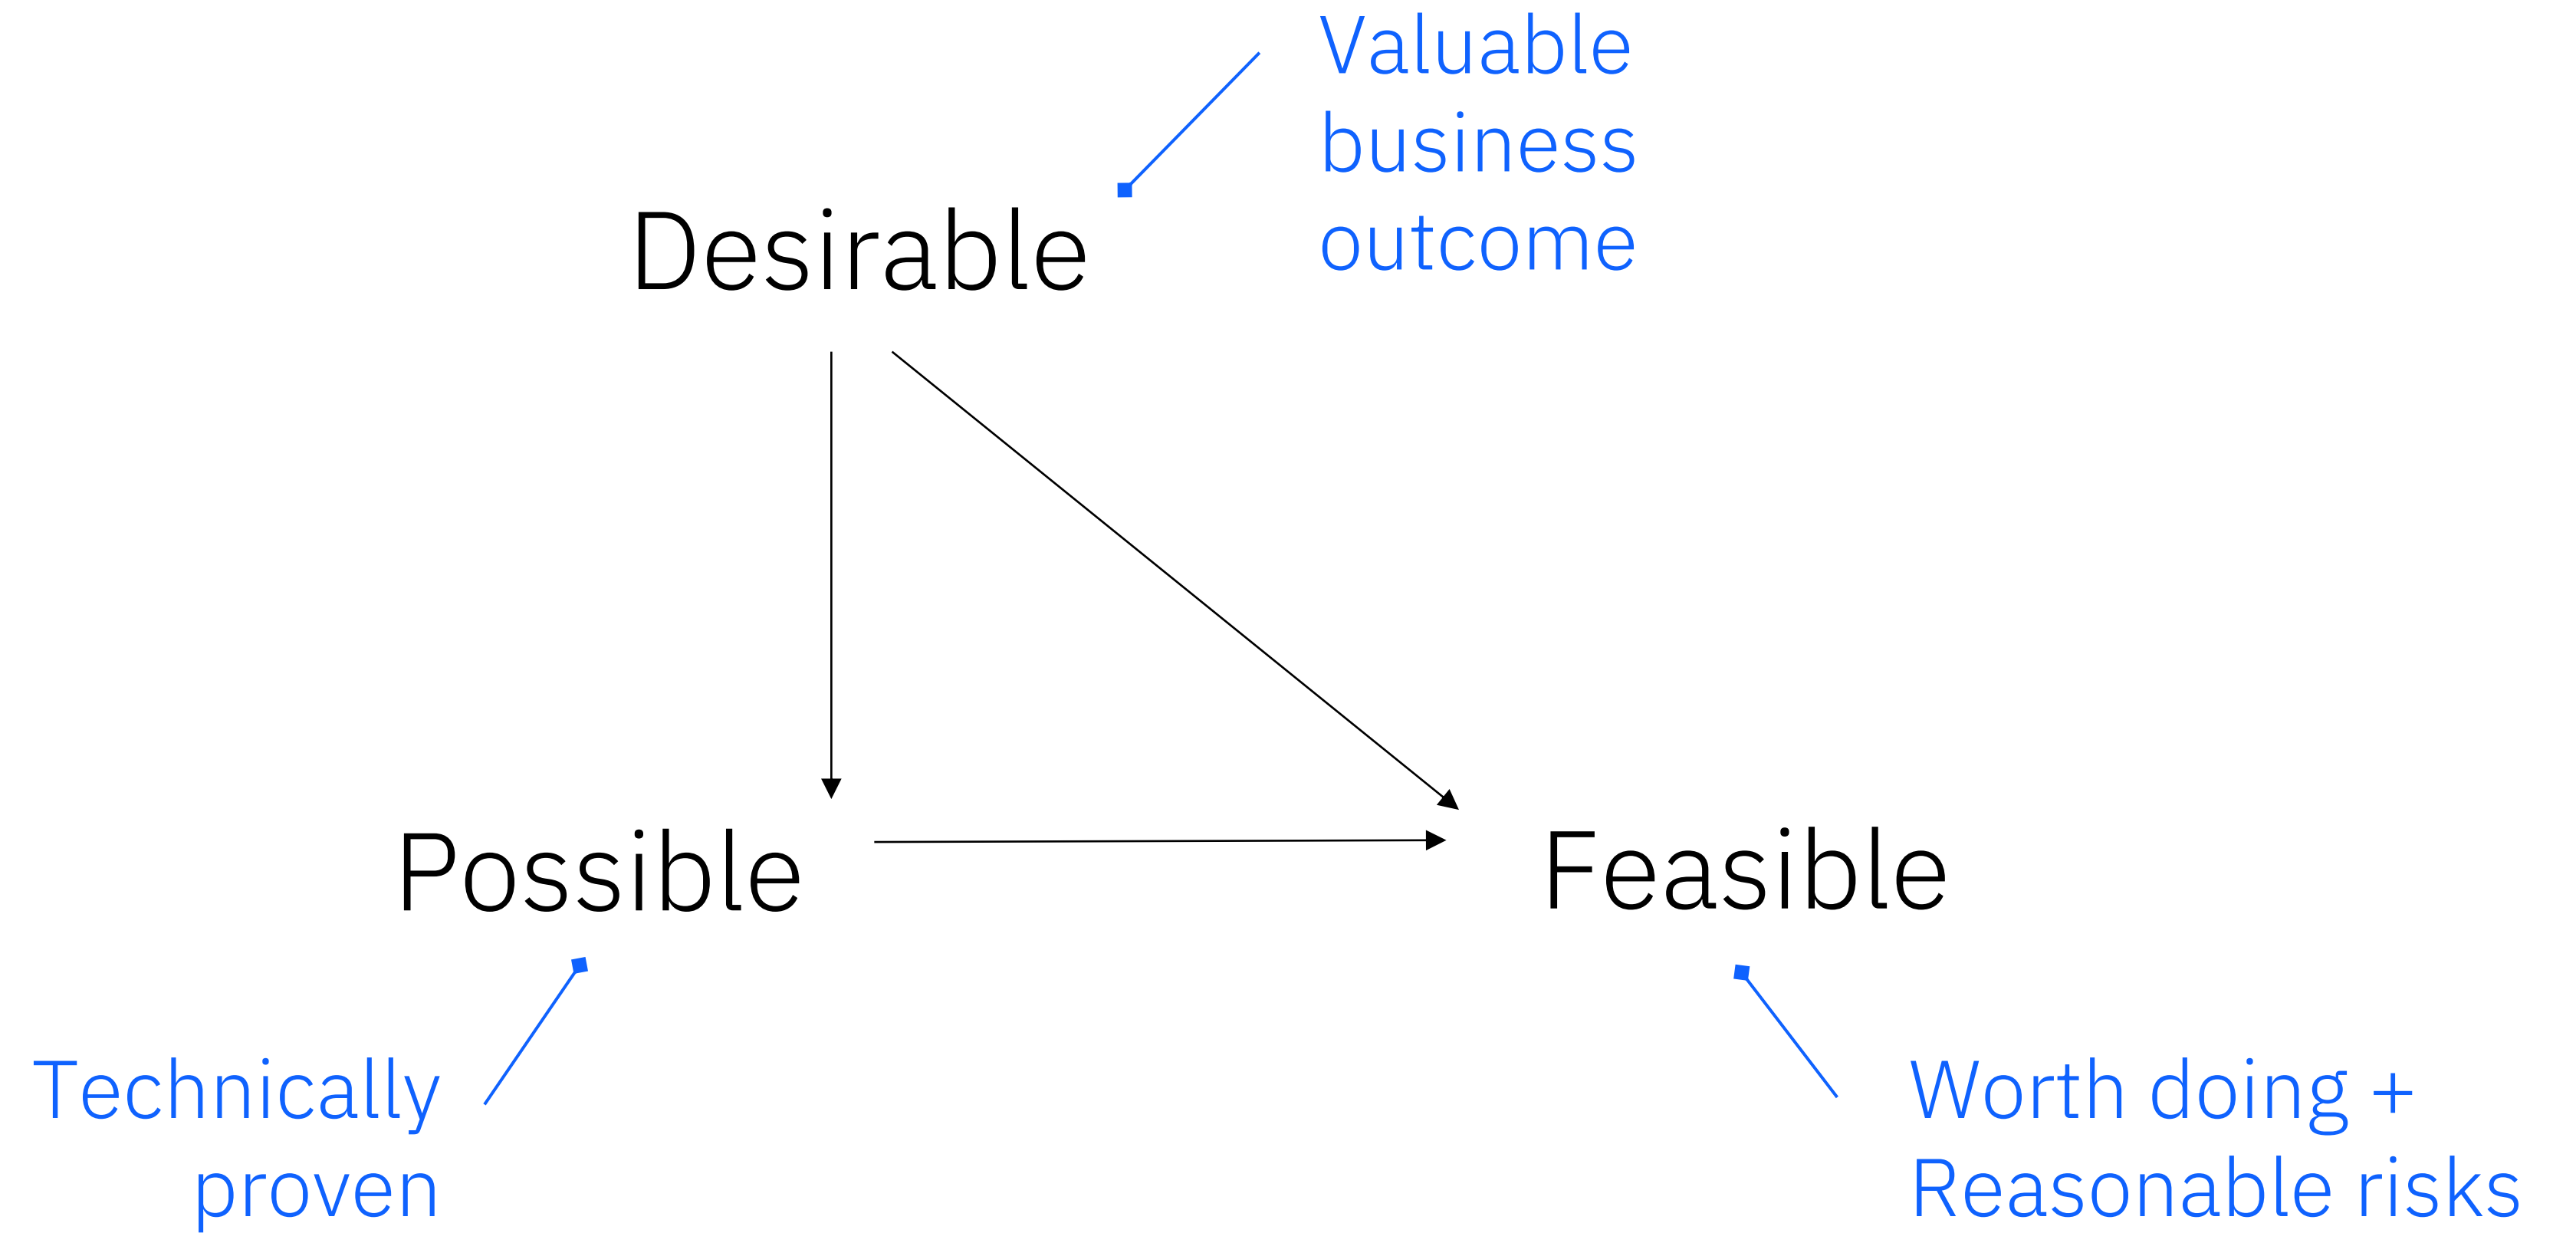 Valuable
business
outcome
Desirable
Possible
Feasible
Technically
proven
Worth doing +
Reasonable risks